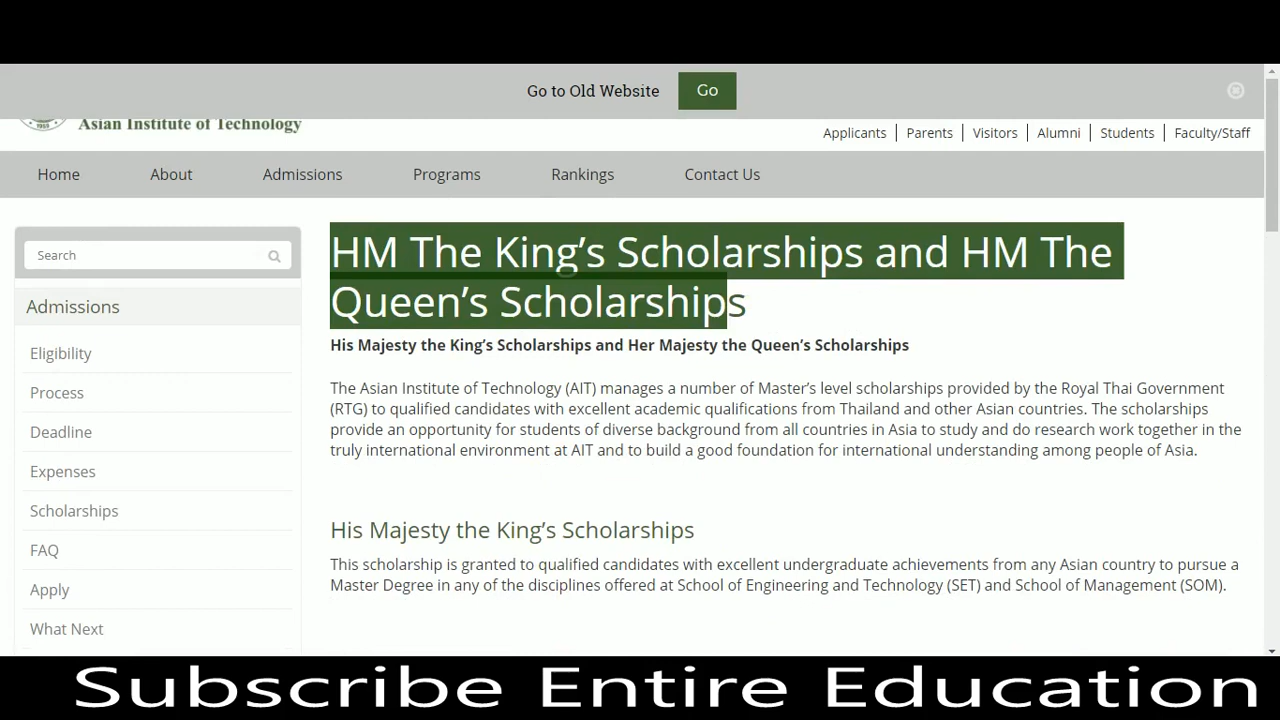 Go to Old Website Go
Asian Institute of Technology
Applicants Parents Visitors Alumni Students Faculty/Staff
Home About Admissions Programs Rankings Contact Us
Search
Admissions
Eligibility
Process
Deadline
Expenses
Scholarships
FAQ
Apply
What Next
HM The King’s Scholarships and HM The
Queen’s Scholarships
His Majesty the King’s Scholarships and Her Majesty the Queen’s Scholarships
The Asian Institute of Technology (AIT) manages a number of Master’s level scholarships provided by the Royal Thai Government
(RTG) to qualified candidates with excellent academic qualifications from Thailand and other Asian countries. The scholarships
provide an opportunity for students of diverse background from all countries in Asia to study and do research work together in the
truly international environment at AIT and to build a good foundation for international understanding among people of Asia.
His Majesty the King’s Scholarships
This scholarship is granted to qualified candidates with excellent undergraduate achievements from any Asian country to pursue a
Master Degree in any of the disciplines offered at School of Engineering and Technology (SET) and School of Management (SOM).
Subscribe Entire Education